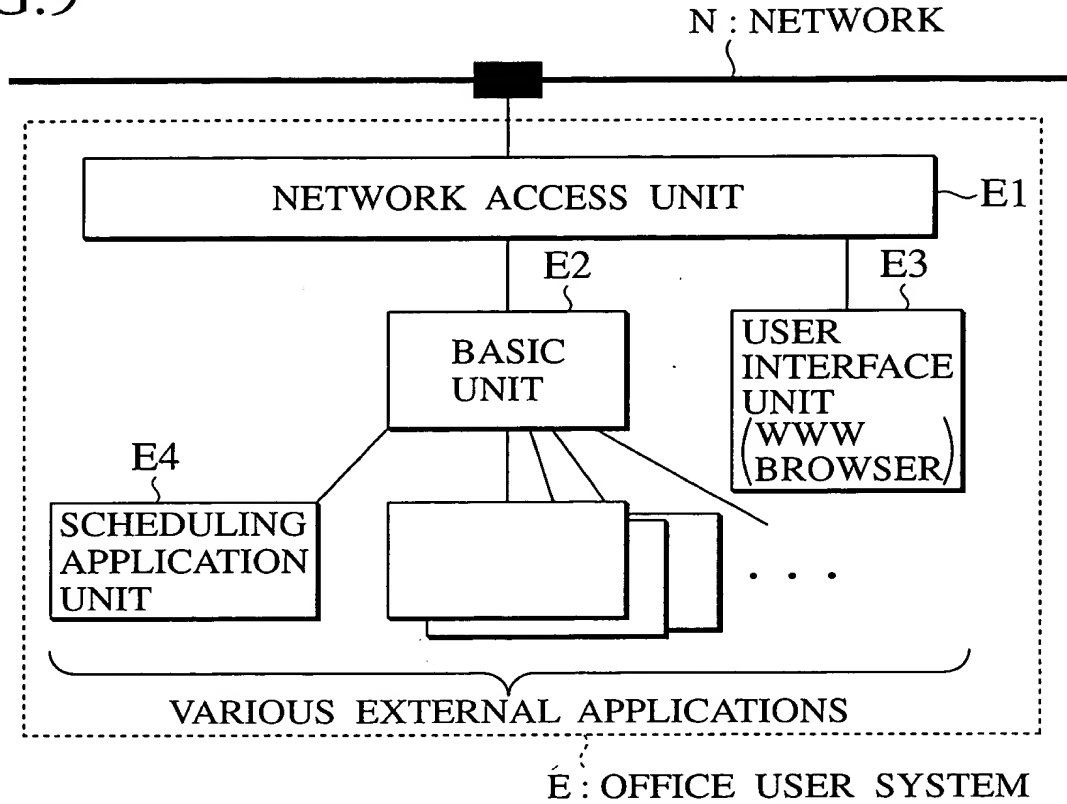 G.9
N : NETWORK
NETWORK ACCESS UNIT
E1
E2
E3
BASIC
UNIT
USER
INTERFACE
UNIT
(WWW
BROWSER)
E4
SCHEDULING
APPLICATION
UNIT
. . .
VARIOUS EXTERNAL APPLICATIONS
E : OFFICE USER SYSTEM